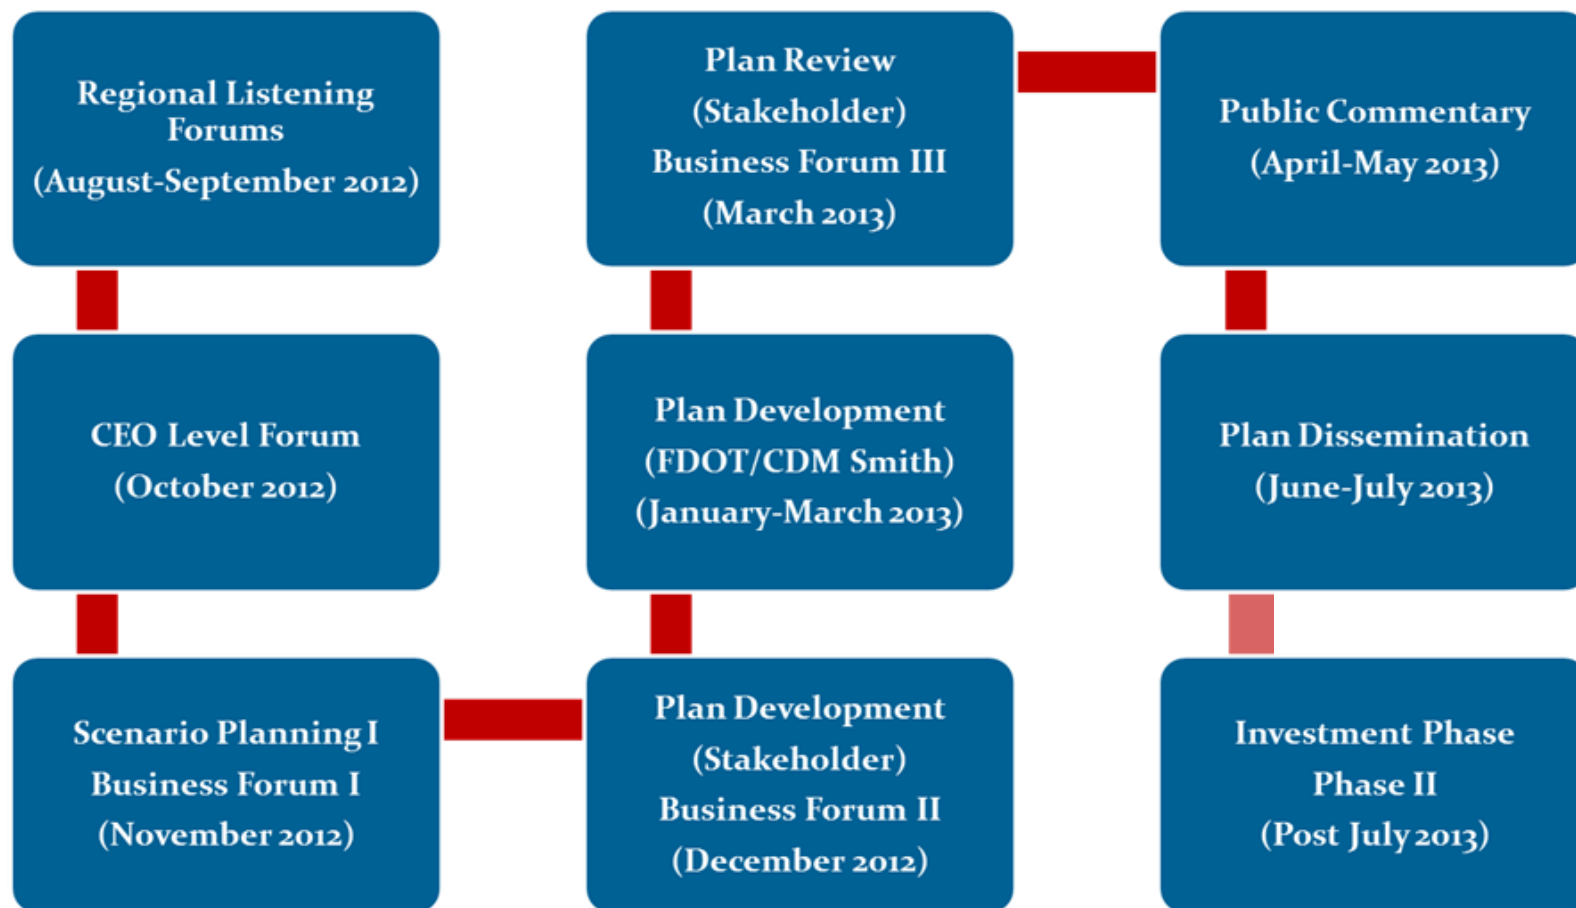 Regional Listening
Forums
(August-September 2012)
CEO Level Forum
(October 2012)
Scenario Planning I
Business Forum I
(November 2012)
Plan Development
(Stakeholder)
Business Forum II
(December 2012)
Plan Development
(FDOT/CDM Smith)
(January-March 2013)
Plan Review
(Stakeholder)
Business Forum III
(March 2013)
Public Commentary
(April-May 2013)
Plan Dissemination
(June-July 2013)
Investment Phase
Phase II
(Post July 2013)